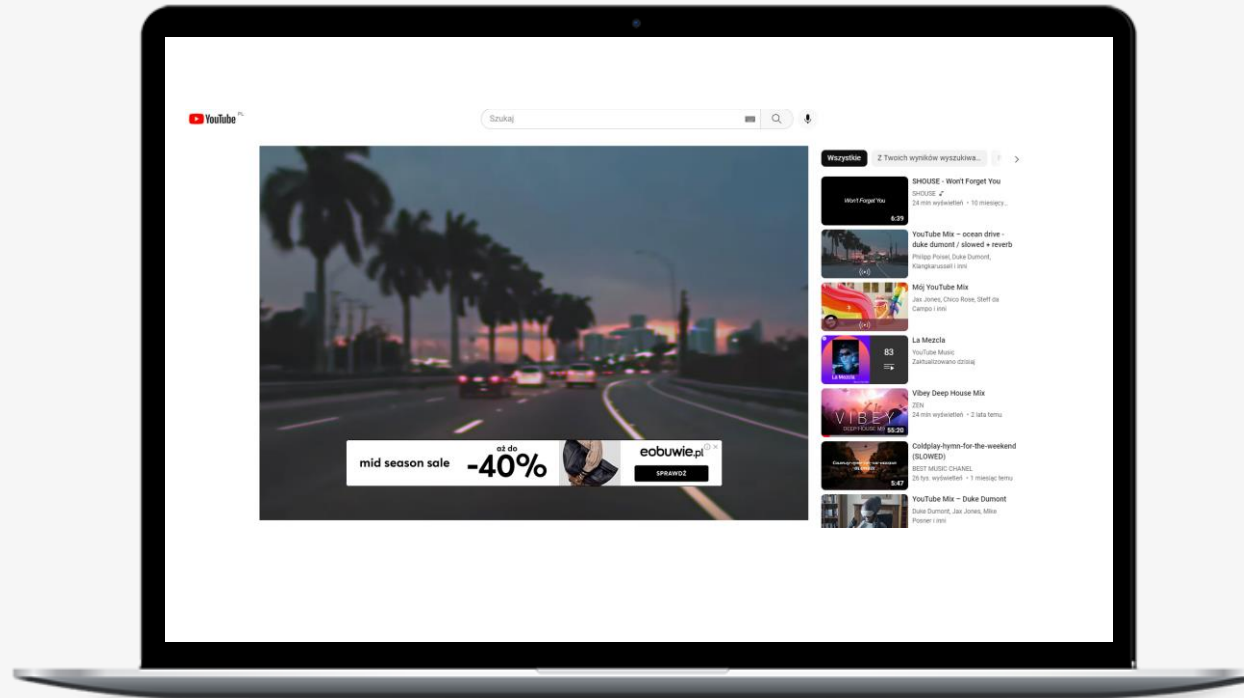 YouTube PL
Szukaj
Wszystkie
Z Twoich wyników wyszukiwa...
SHOUSE - Won't Forget You
SHOUSE
24 mln wyświetleń • 10 miesięcy...
Won't Forget You
6:39
YouTube Mix – ocean drive -
duke dumont / slowed + reverb
Philipp Poisel, Duke Dumont,
Klangkarussell i inni
Mój YouTube Mix
Jax Jones, Chico Rose, Steff da
Campo i inni
La Mezcla
YouTube Music
Zaktualizowano dzisiaj
83
La Mezcla
Vibey Deep House Mix
ZEN
24 mln wyświetleń • 2 lata temu
VIBEY
DEEP HOUSE MIX
55:20
Coldplay-hymn-for-the-weekend
(SLOWED)
BEST MUSIC CHANEL
26 tys. wyświetleń • 1 miesiąc temu
5:47
YouTube Mix – Duke Dumont
Duke Dumont, Jax Jones, Mike
Posner i inni
mid season sale
aż do
-40%
eobuwie.pl
SPRAWDŹ